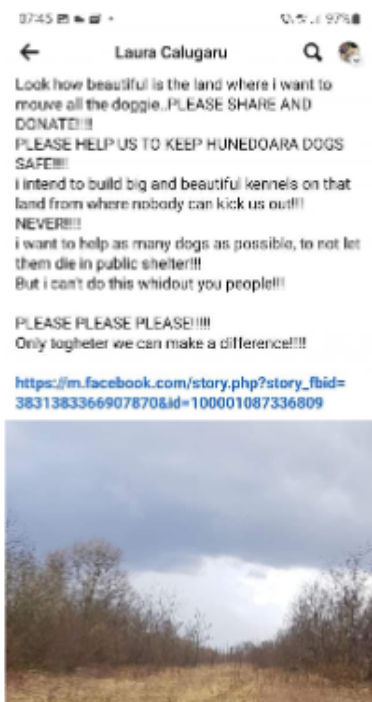 07:45
97%
Laura Calugaru
Look how beautiful is the land where i want to
mouve all the doggie..PLEASE SHARE AND
DONATE!!!!
PLEASE HELP US TO KEEP HUNEDOARA DOGS
SAFE!!!!!
i intend to build big and beautiful kennels on that
land from where nobody can kick us out!!!
NEVER!!!!!
i want to help as many dogs as possible, to not let
them die in public shelter!!!
But i can't do this whidout you people!!!
PLEASE PLEASE PLEASE!!!!!
Only togheter we can make a difference!!!!
https://m.facebook.com/story.php?story_fbid=
3831383366907870&id=100001087336809